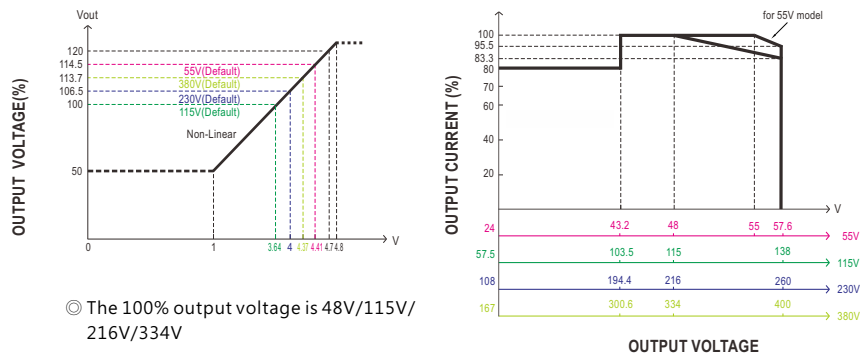 Vout
OUTPUT VOLTAGE(%)
120
114.5
113.7
106.5
100
50
55V(Default)
380V(Default)
230V(Default)
115V(Default)
Non-Linear
0
1
3.64
4
4.37
4.41
4.7
4.8
V
◎ The 100% output voltage is 48V/115V/
216V/334V
for 55V model
OUTPUT CURRENT (%)
100
95.5
83.3
80
70
60
40
20
V
24 43.2 48 55 57.6 55V
57.5 103.5 115 138 115V
108 194.4 216 260 230V
167 300.6 334 400 380V
OUTPUT VOLTAGE